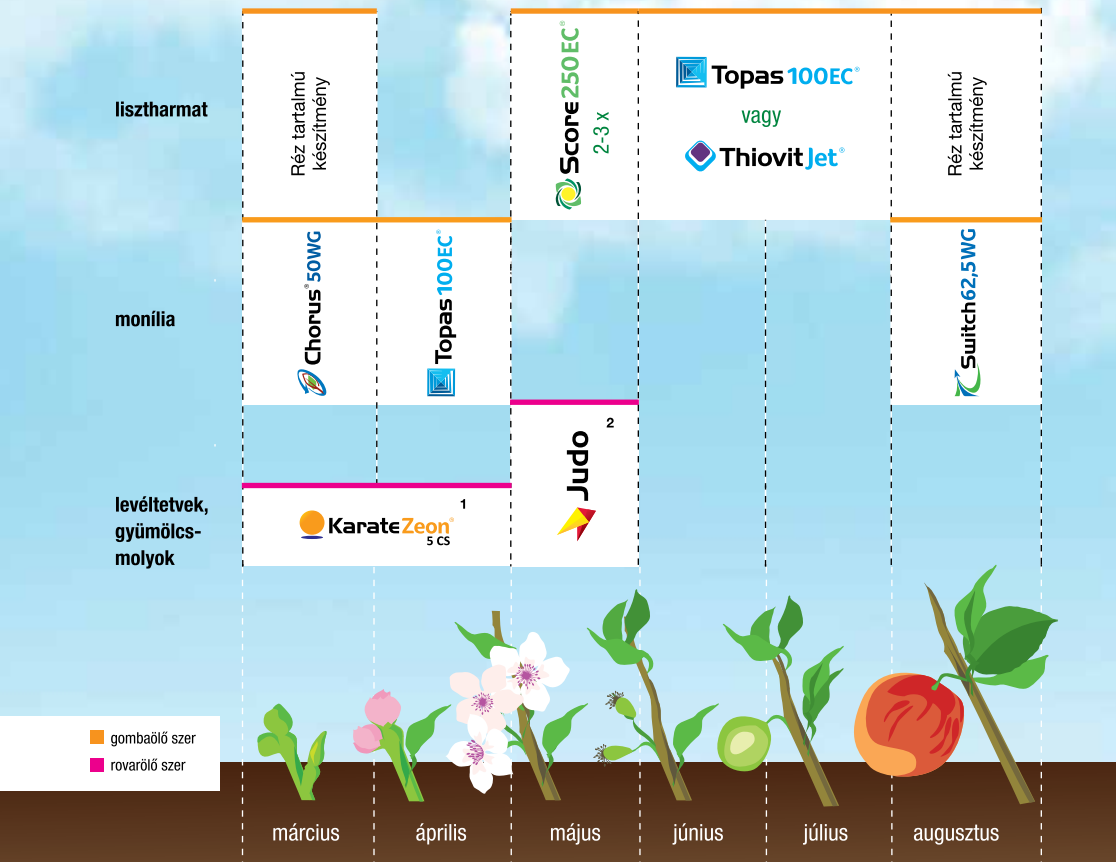 lisztharmat
Réz tartalmú
készítmény
Score 250 EC®
2-3 x
Topas 100EC®
vagy
Thiovit Jet®
Réz tartalmú
készítmény
monília
Chorus® 50WG
Topas 100EC®
Switch 62,5WG
levéltetvek,
gyümölcs-
molyok
Karate Zeon®
5 CS
1
Judo
2
gombaölő szer
rovarölő szer
március
április
május
június
július
augusztus